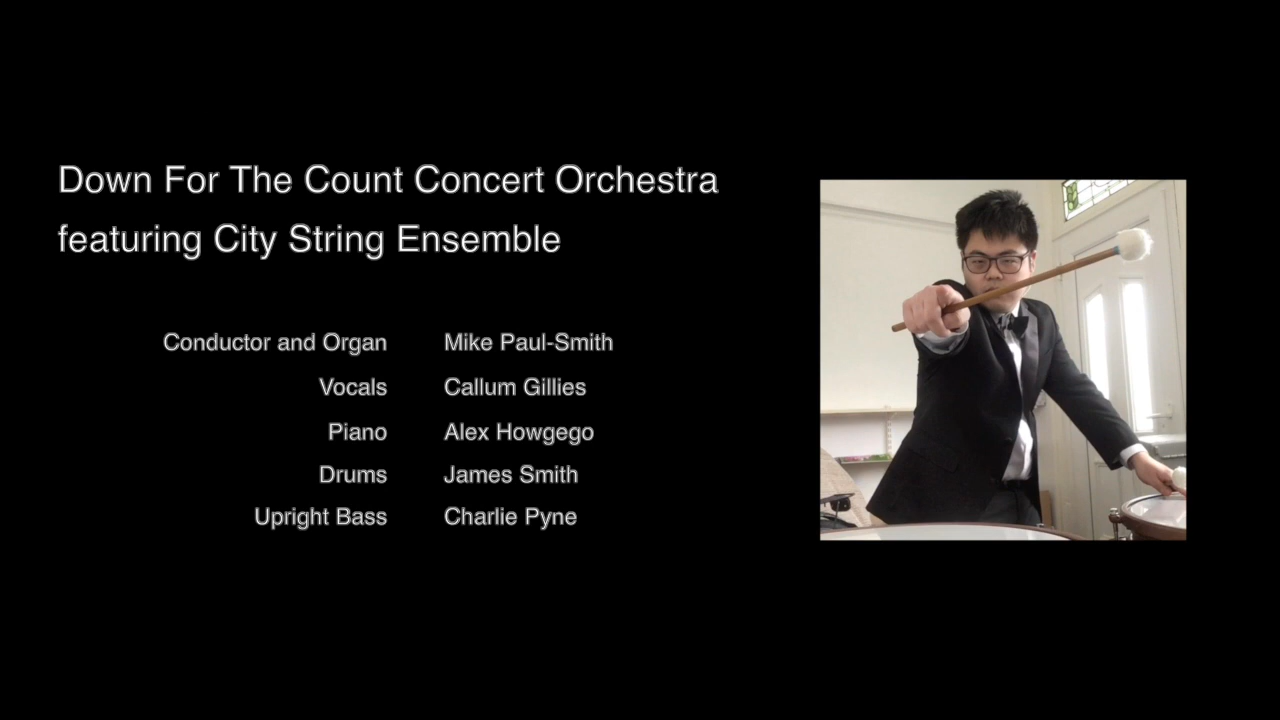 Down For The Count Concert Orchestra
featuring City String Ensemble
Conductor and Organ Mike Paul-Smith
Vocals Callum Gillies
Piano Alex Howgego
Drums James Smith
Upright Bass Charlie Pyne